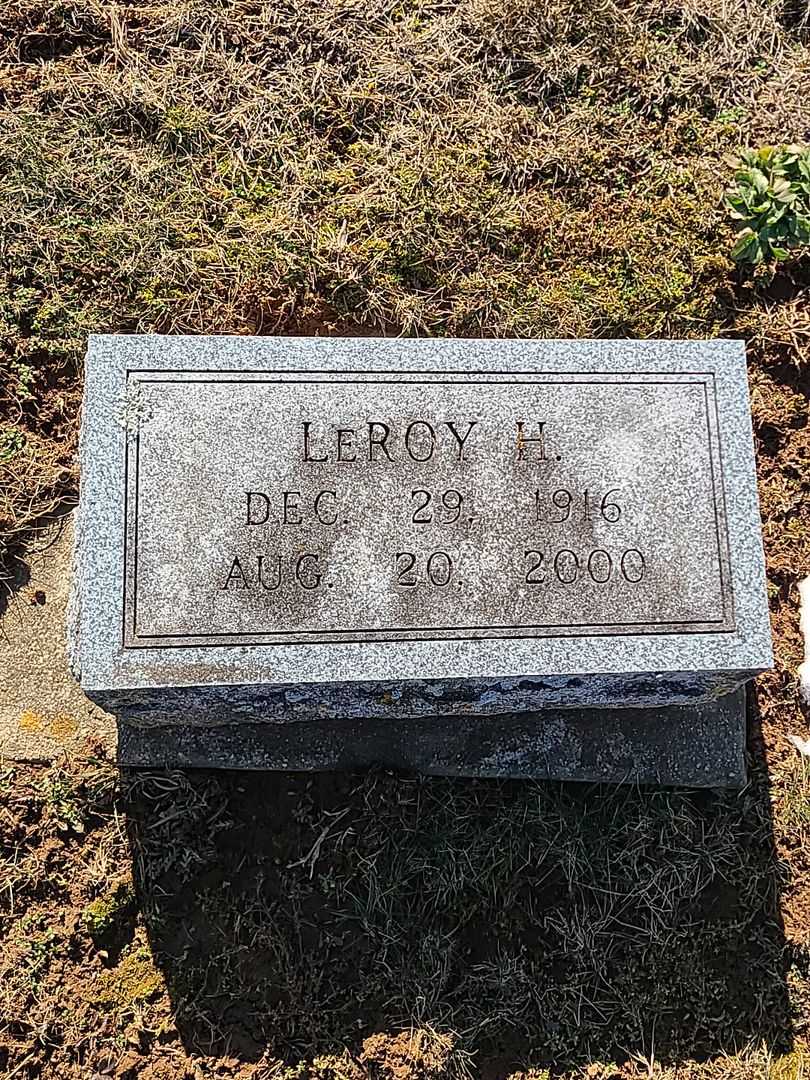 LeROY H.
DEC. 29, 1916
AUG. 20, 2000